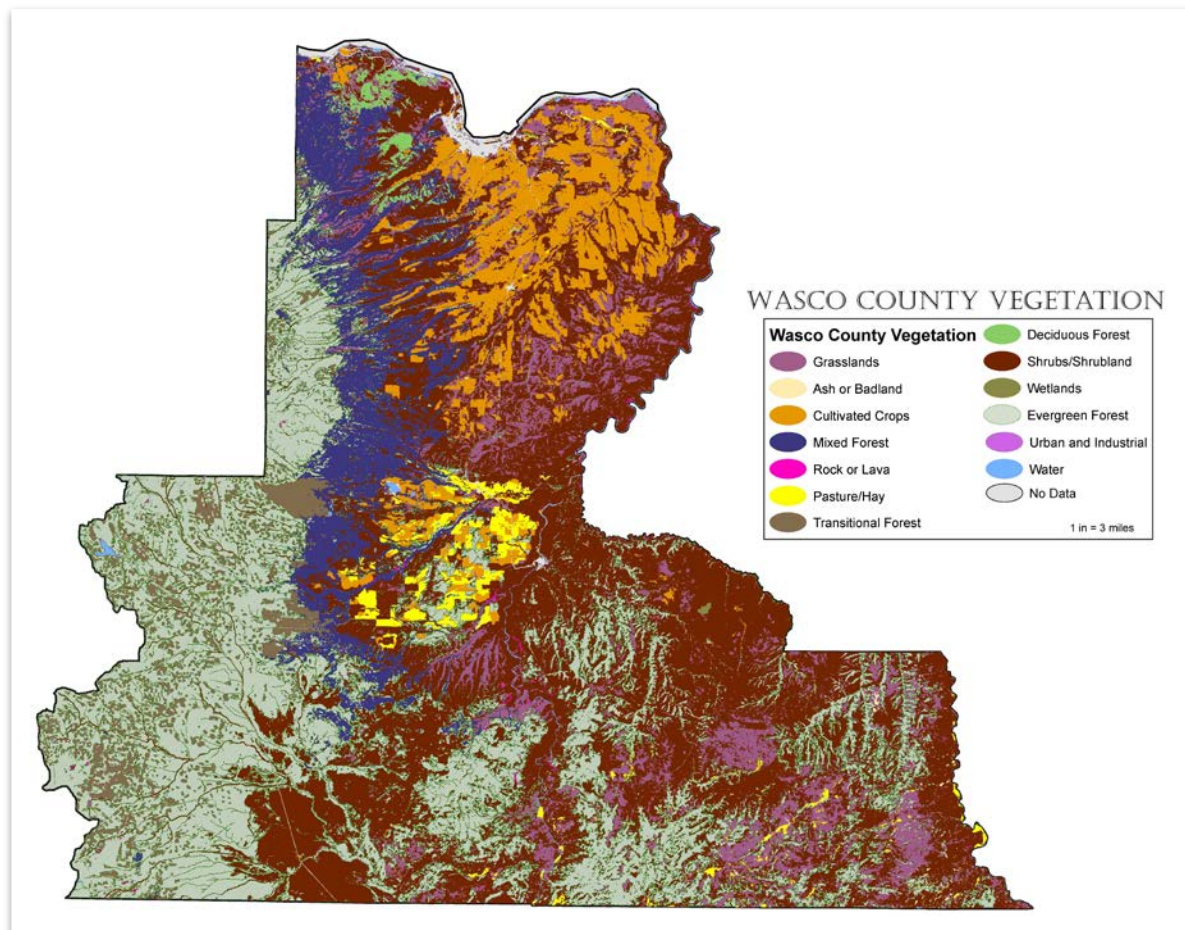 WASCO COUNTY VEGETATION
Wasco County Vegetation
Grasslands
Ash or Badland
Cultivated Crops
Mixed Forest
Rock or Lava
Pasture/Hay
Transitional Forest
Deciduous Forest
Shrubs/Shrubland
Wetlands
Evergreen Forest
Urban and Industrial
Water
No Data
1 in = 3 miles